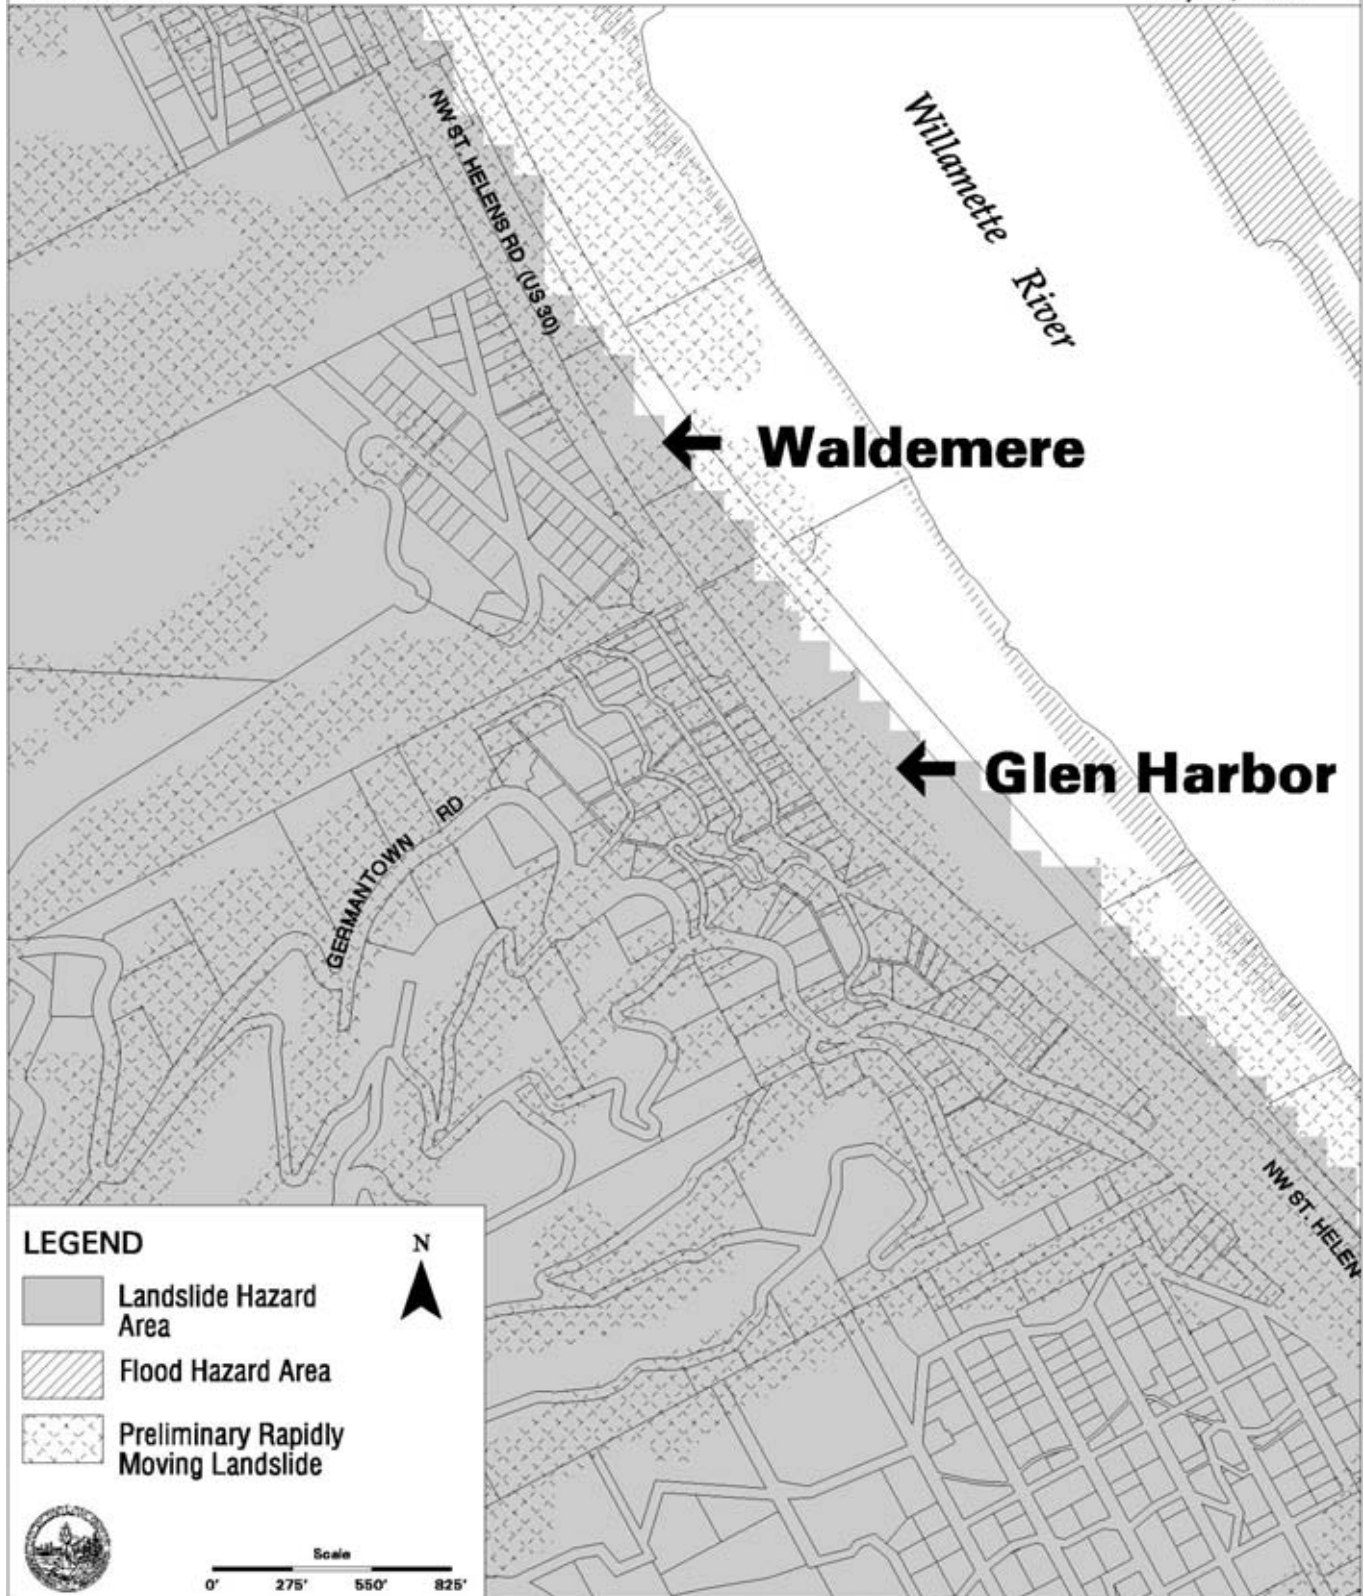 Willamette River
NW ST. HELENS RD (US 30)
Waldemere
Glen Harbor
GERMANTOWN RD
NW ST. HELEN
LEGEND
N
Landslide Hazard
Area
Flood Hazard Area
Preliminary Rapidly
Moving Landslide
Scale
0' 275' 550' 825'